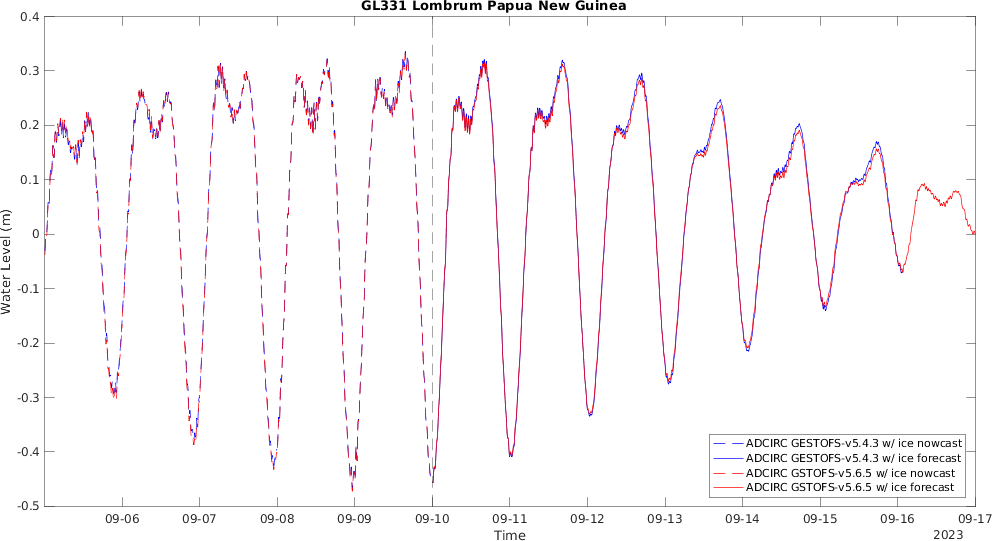 GL331 Lombrum Papua New Guinea
Water Level (m)
0.4
0.3
0.2
0.1
0
-0.1
-0.2
-0.3
-0.4
-0.5
ADCIRC GESTOFS-v5.4.3 w/ ice nowcast
ADCIRC GESTOFS-v5.4.3 w/ ice forecast
ADCIRC GSTOFS-v5.6.5 w/ ice nowcast
ADCIRC GSTOFS-v5.6.5 w/ ice forecast
09-06 09-07 09-08 09-09 09-10 09-11 09-12 09-13 09-14 09-15 09-16 09-17
Time
2023